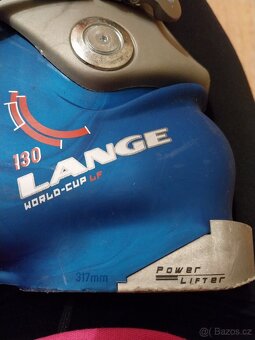 130
LANGE
WORLD-CUP LF
317mm
Power
Lifter
© Bazos.cz